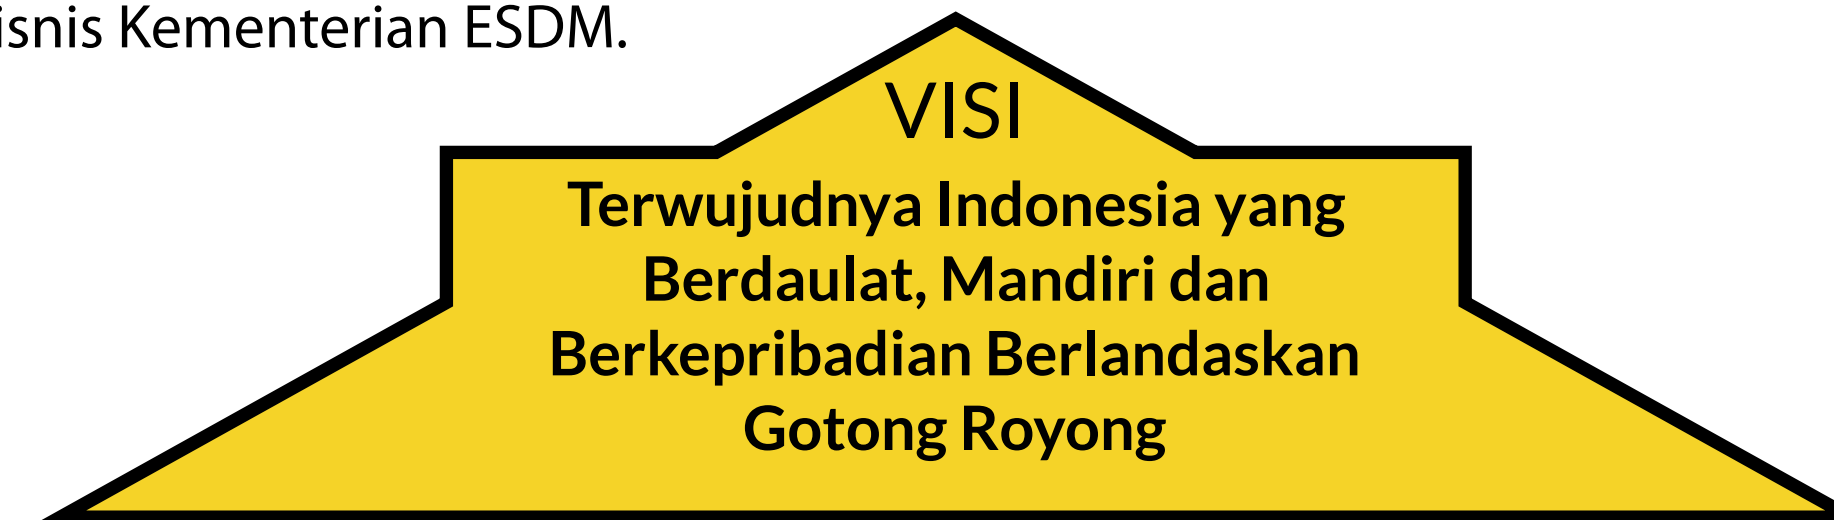 isnis Kementerian ESDM.
VISI
Terwujudnya Indonesia yang
Berdaulat, Mandiri dan
Berkepribadian Berlandaskan
Gotong Royong